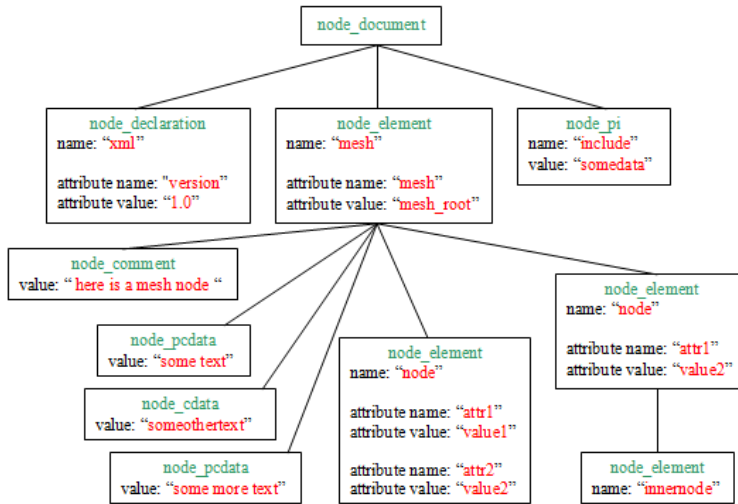 node_document
node_declaration
name: “xml”
attribute name: "version”
attribute value: “1.0”
node_element
name: “mesh”
attribute name: “mesh”
attribute value: “mesh_root”
node_pi
name: “include”
value: “somedata”
node_comment
value: “ here is a mesh node “
node_pcdata
value: “some text”
node_cdata
value: “someothertext”
node_pcdata
value: “some more text”
node_element
name: “node”
attribute name: “attr1”
attribute value: “value1”
attribute name: “attr2”
attribute value: “value2”
node_element
name: “node”
attribute name: “attr1”
attribute value: “value2”
node_element
name: “innernode”